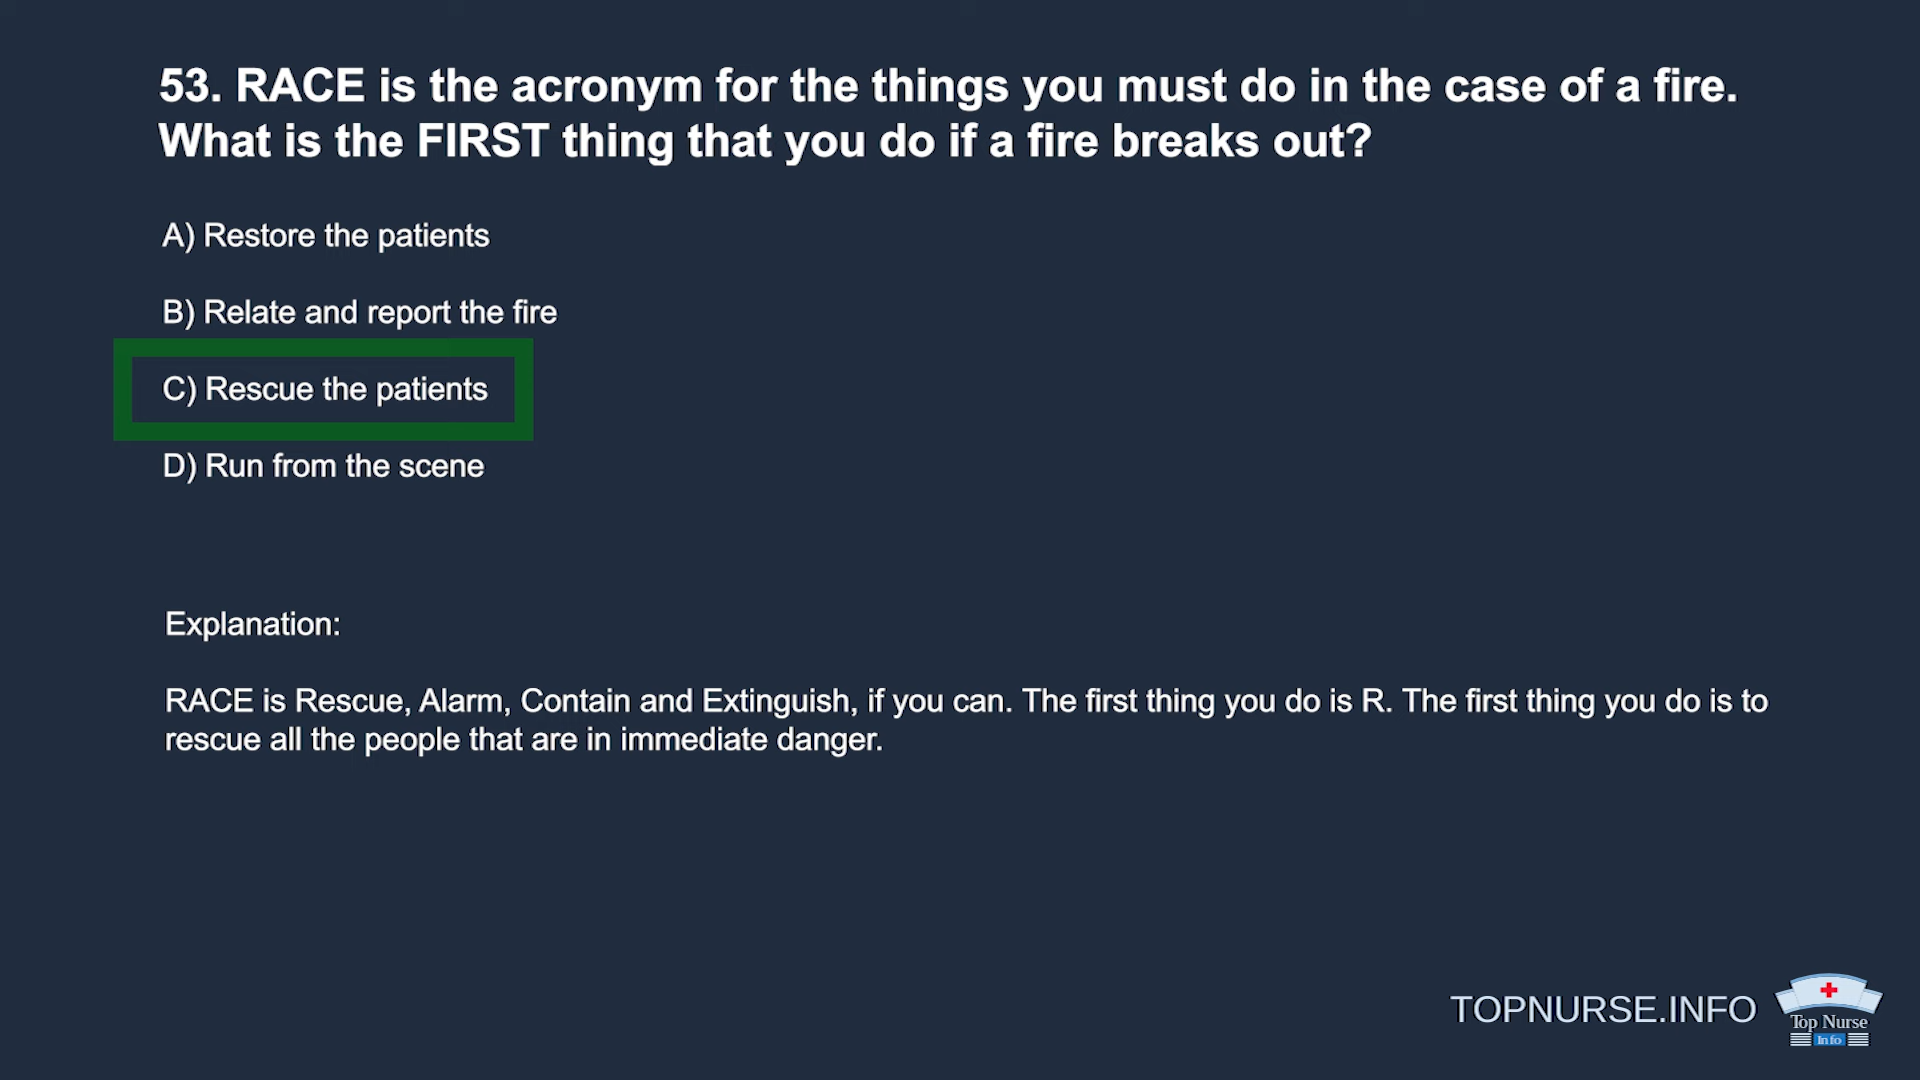 53. RACE is the acronym for the things you must do in the case of a fire.
What is the FIRST thing that you do if a fire breaks out?
A) Restore the patients
B) Relate and report the fire
C) Rescue the patients
D) Run from the scene
Explanation:
RACE is Rescue, Alarm, Contain and Extinguish, if you can. The first thing you do is R. The first thing you do is to
rescue all the people that are in immediate danger.
TOPNURSE.INFO
Top Nurse
Info